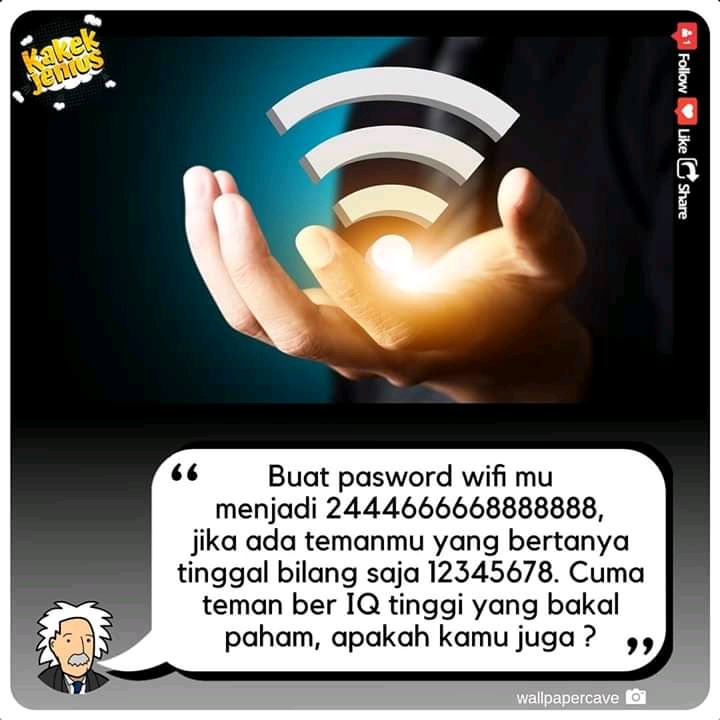 Kakek
Jenius
1 Follow Like Share
“ Buat pasword wifi mu
menjadi 2444666668888888,
jika ada temanmu yang bertanya
tinggal bilang saja 12345678. Cuma
teman ber IQ tinggi yang bakal
paham, apakah kamu juga ? ”
wallpapercave